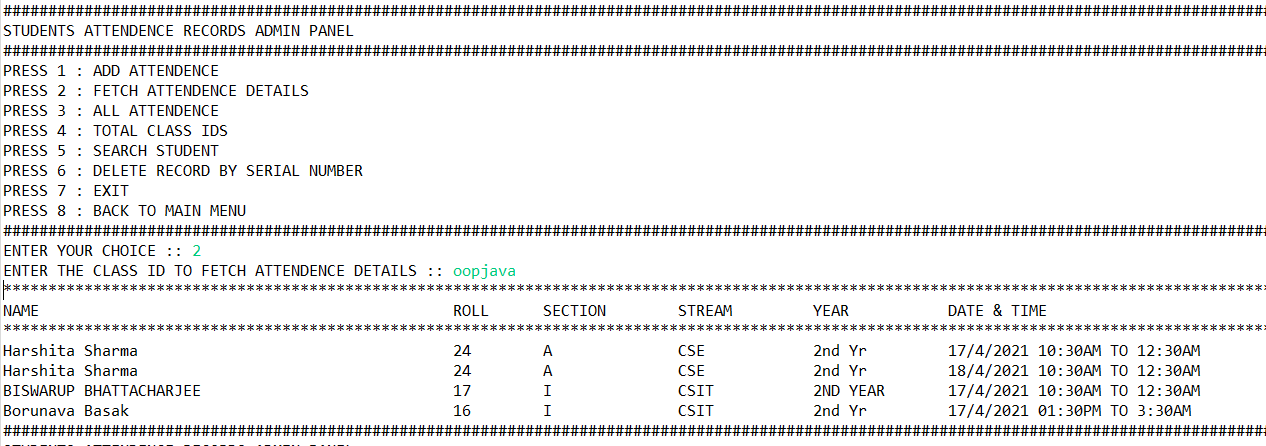 ##########################################################################################################################################
STUDENTS ATTENDENCE RECORDS ADMIN PANEL
##########################################################################################################################################
PRESS 1 : ADD ATTENDENCE
PRESS 2 : FETCH ATTENDENCE DETAILS
PRESS 3 : ALL ATTENDENCE
PRESS 4 : TOTAL CLASS IDS
PRESS 5 : SEARCH STUDENT
PRESS 6 : DELETE RECORD BY SERIAL NUMBER
PRESS 7 : EXIT
PRESS 8 : BACK TO MAIN MENU
##########################################################################################################################################
ENTER YOUR CHOICE :: 2
ENTER THE CLASS ID TO FETCH ATTENDENCE DETAILS :: oopjava
******************************************************************************************************************************************
NAME ROLL SECTION STREAM YEAR DATE & TIME
******************************************************************************************************************************************
Harshita Sharma 24 A CSE 2nd Yr 17/4/2021 10:30AM TO 12:30AM
Harshita Sharma 24 A CSE 2nd Yr 18/4/2021 10:30AM TO 12:30AM
BISWARUP BHATTACHARJEE 17 I CSIT 2ND YEAR 17/4/2021 10:30AM TO 12:30AM
Borunava Basak 16 I CSIT 2nd Yr 17/4/2021 01:30PM TO 3:30AM
##########################################################################################################################################